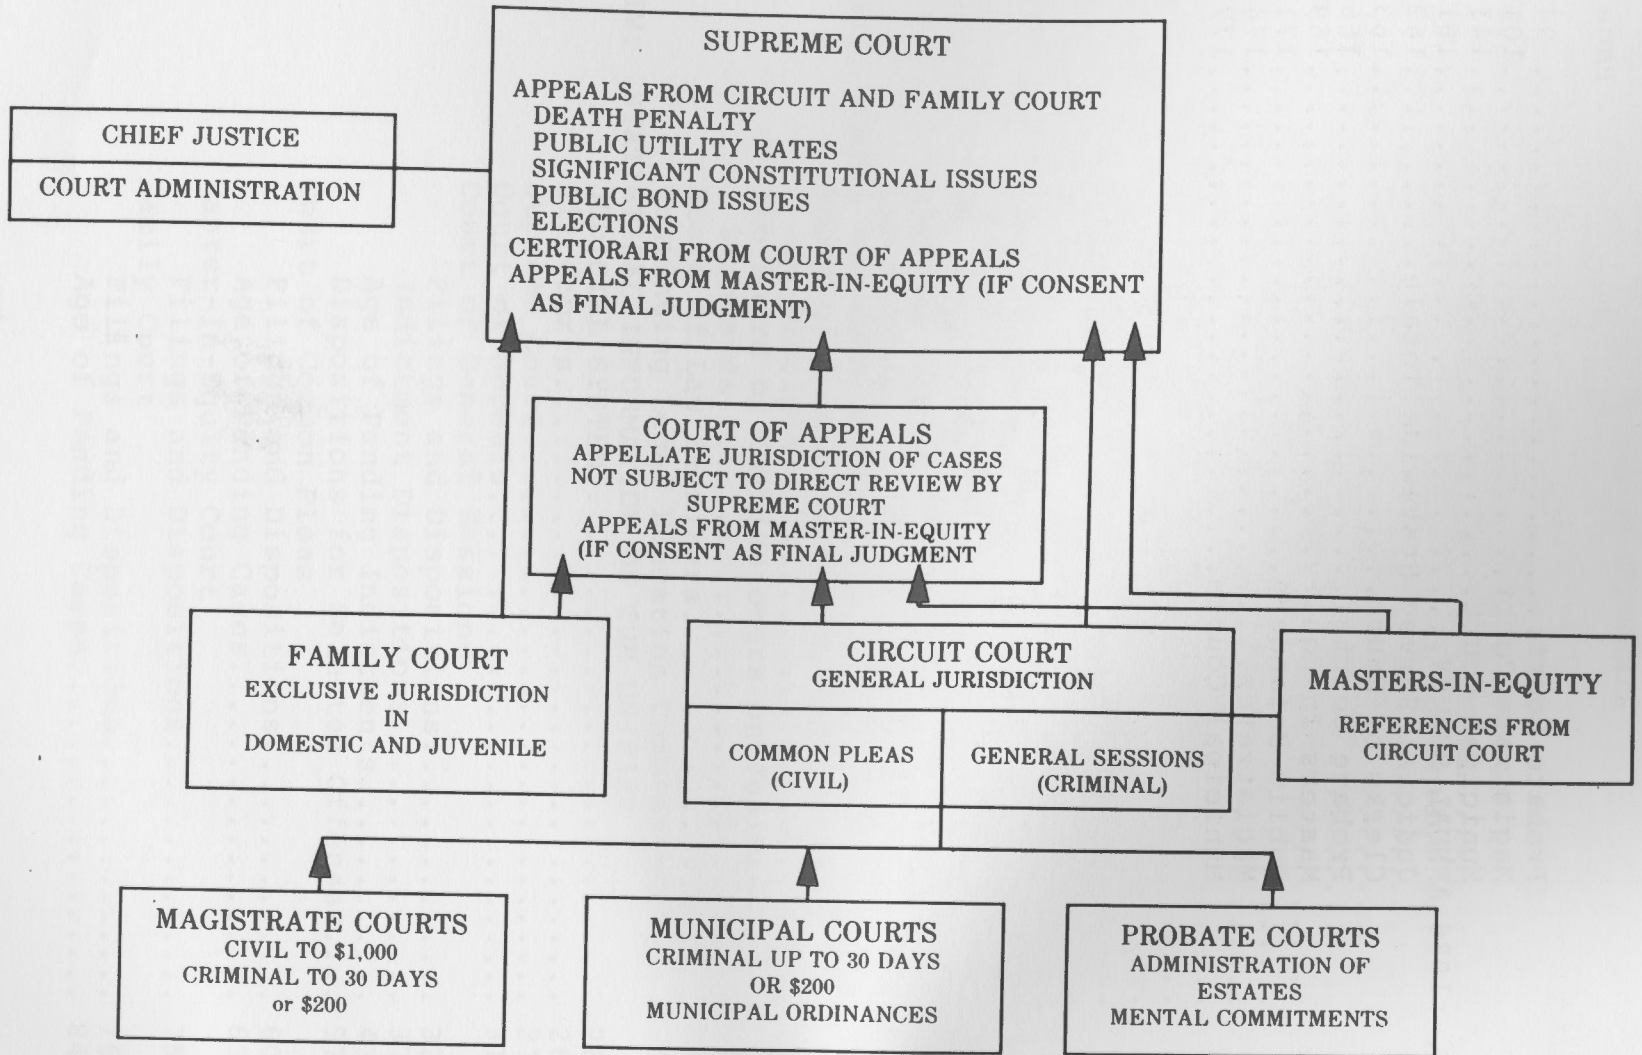 SUPREME COURT
APPEALS FROM CIRCUIT AND FAMILY COURT
DEATH PENALTY
PUBLIC UTILITY RATES
SIGNIFICANT CONSTITUTIONAL ISSUES
PUBLIC BOND ISSUES
ELECTIONS
CERTIORARI FROM COURT OF APPEALS
APPEALS FROM MASTER-IN-EQUITY (IF CONSENT
AS FINAL JUDGMENT)
CHIEF JUSTICE
COURT ADMINISTRATION
COURT OF APPEALS
APPELLATE JURISDICTION OF CASES
NOT SUBJECT TO DIRECT REVIEW BY
SUPREME COURT
APPEALS FROM MASTER-IN-EQUITY
(IF CONSENT AS FINAL JUDGMENT
FAMILY COURT
EXCLUSIVE JURISDICTION
IN
DOMESTIC AND JUVENILE
CIRCUIT COURT
GENERAL JURISDICTION
COMMON PLEAS
(CIVIL)
GENERAL SESSIONS
(CRIMINAL)
MASTERS-IN-EQUITY
REFERENCES FROM
CIRCUIT COURT
MAGISTRATE COURTS
CIVIL TO $1,000
CRIMINAL TO 30 DAYS
or $200
MUNICIPAL COURTS
CRIMINAL UP TO 30 DAYS
OR $200
MUNICIPAL ORDINANCES
PROBATE COURTS
ADMINISTRATION OF
ESTATES
MENTAL COMMITMENTS